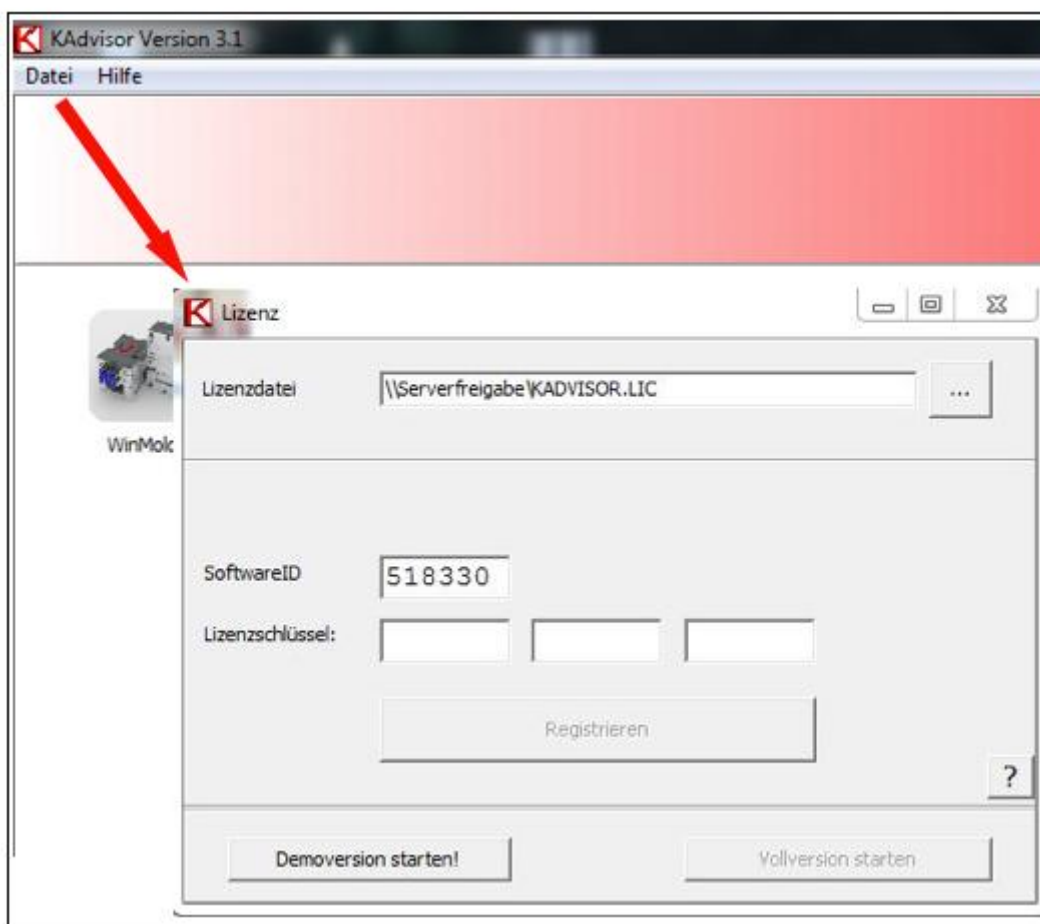 KAdvisor Version 3.1
Datei Hilfe
Lizenz
Lizenzdatei \\Serverfreigabe\KADVISOR.LIC ...
WinMol
SoftwareID 518330
Lizenzschlüssel:
Registrieren
?
Demoversion starten! Vollversion starten